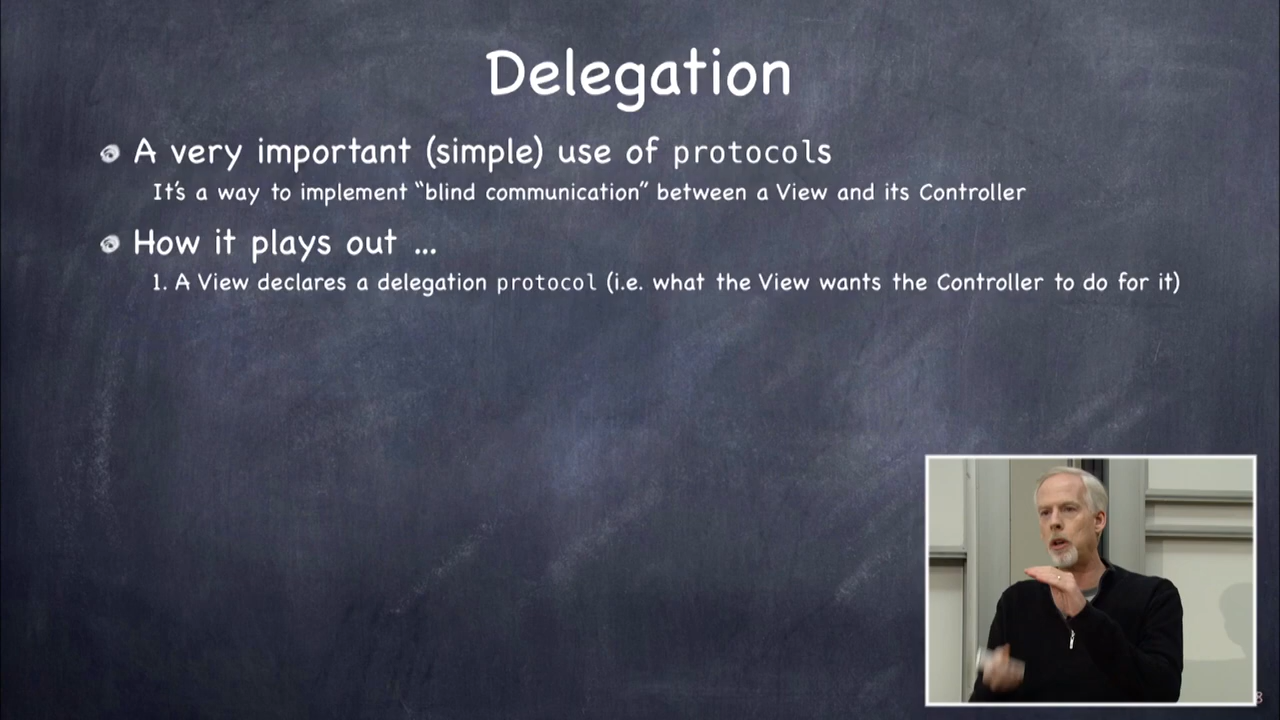 Delegation
A very important (simple) use of protocols
It's a way to implement “blind communication” between a View and its Controller
How it plays out ...
1. A View declares a delegation protocol (i.e. what the View wants the Controller to do for it)
8